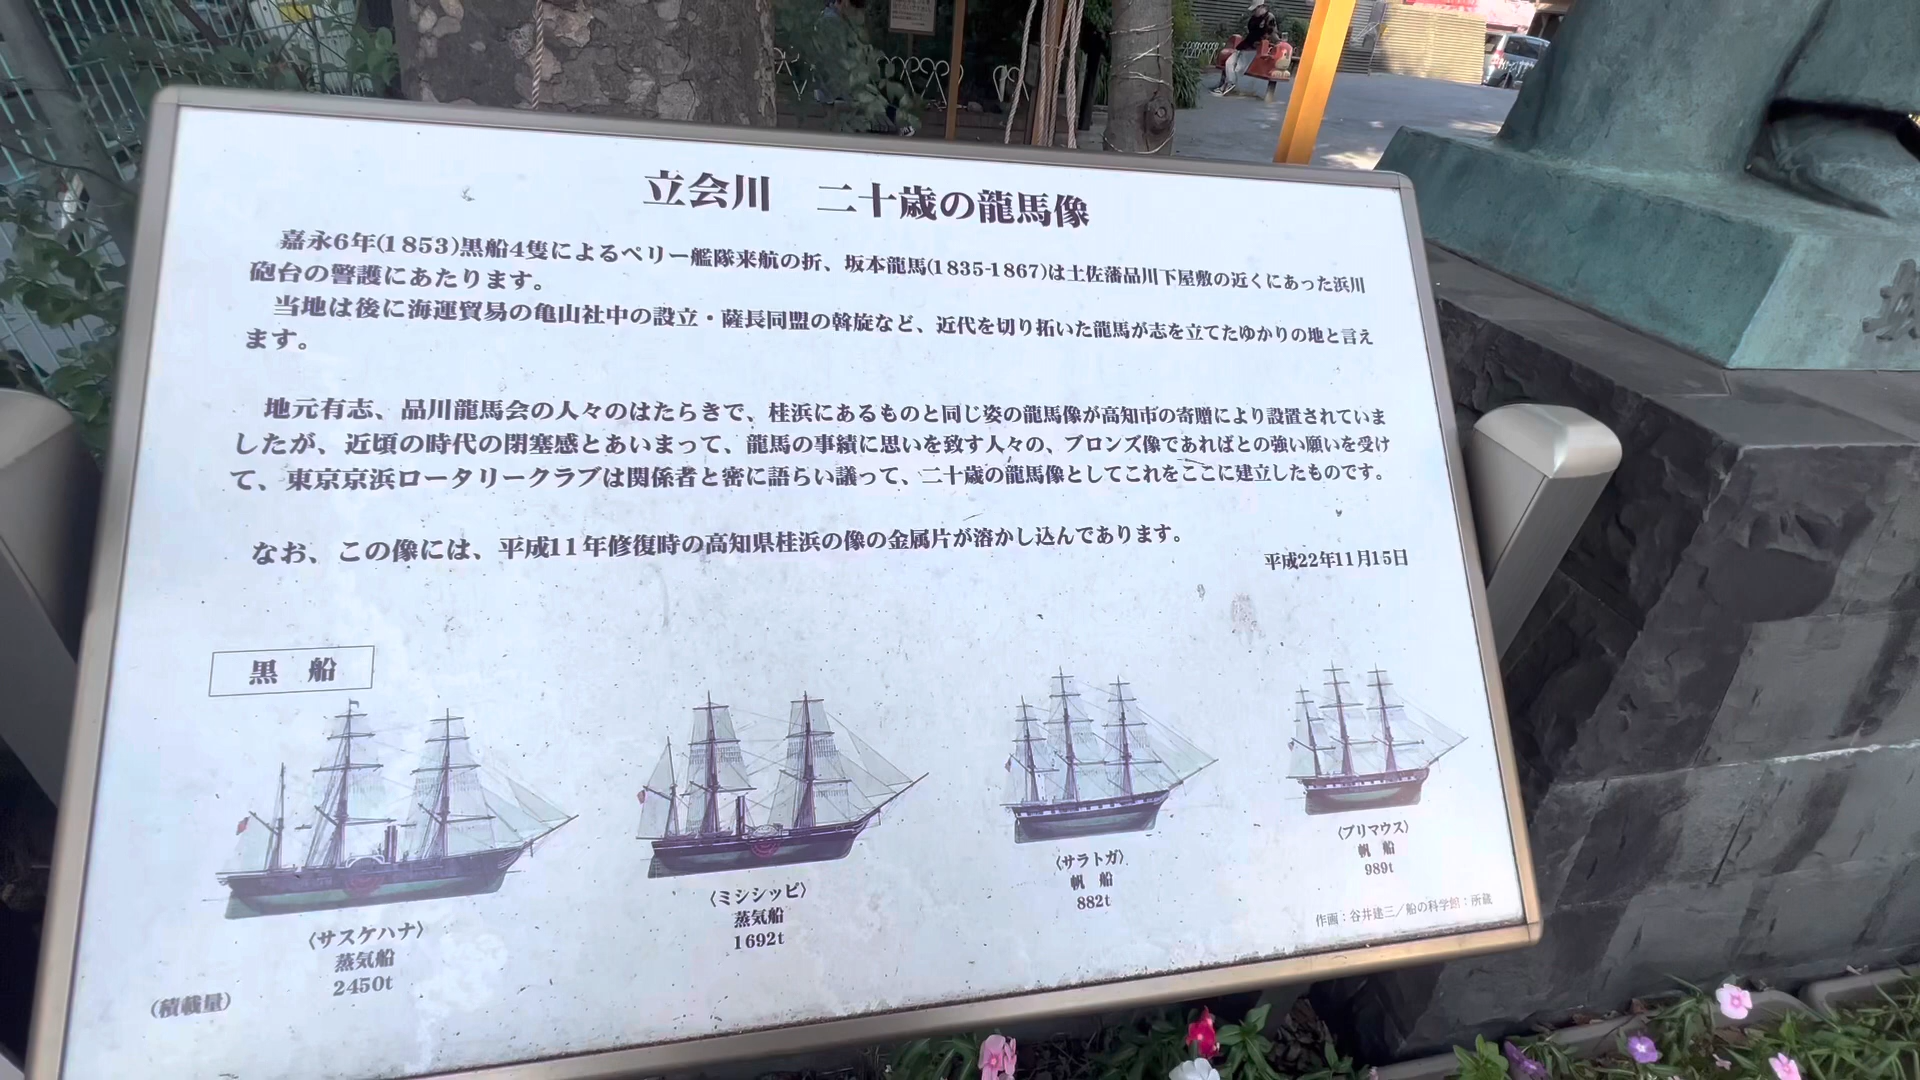 立会川 二十歳の龍馬像
嘉永6年(1853)黒船4隻によるペリー艦隊来航の折、坂本龍馬(1835-1867)は土佐藩品川下屋敷の近くにあった浜川
砲台の警護にあたります。
当地は後に海運貿易の亀山社中の設立・薩長同盟の斡旋など、近代を切り拓いた龍馬が志を立てたゆかりの地と言え
ます。
地元有志、品川龍馬会の人々のはたらきで、桂浜にあるものと同じ姿の龍馬像が高知市の寄贈により設置されていま
したが、近頃の時代の閉塞感とあいまって、龍馬の事績に思いを致す人々の、ブロンズ像であればとの強い願いを受け
て、東京京浜ロータリークラブは関係者と密に語らい議って、二十歳の龍馬像としてこれをここに建立したものです。
なお、この像には、平成11年修復時の高知県桂浜の像の金属片が溶かし込んであります。
平成22年11月15日
黒 船
〈サスケハナ〉
蒸気船
2450t
〈ミシシッピ〉
蒸気船
1692t
〈サラトガ〉
帆 船
882t
〈プリマウス〉
帆 船
989t
(積載量)
作画:谷井建三/船の科学館:所蔵